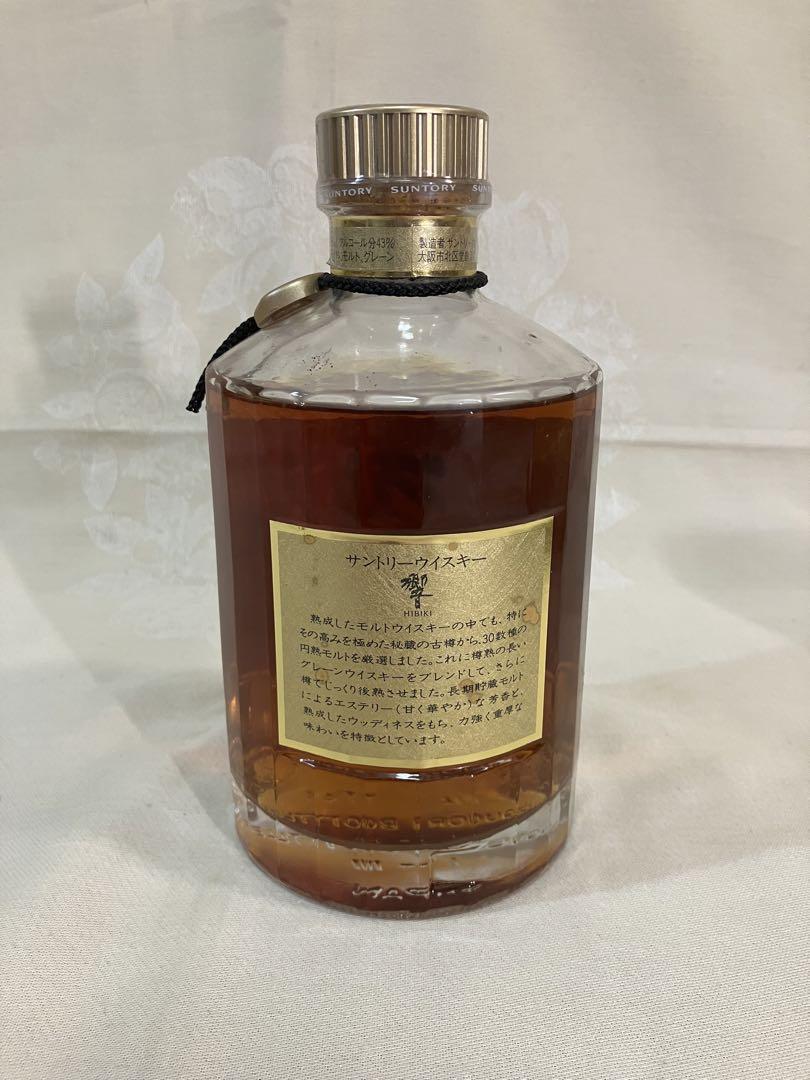 SUNTORY SUNTORY SUN
アルコール分43% 製造者 サントリー
モルト、グレーン 大阪市北区堂島
サントリーウイスキー
響
HIBIKI
熟成したモルトウイスキーの中でも、特に
その高みを極めた秘蔵の古樽から、30数種の
円熟モルトを厳選しました。これに樽熟の長い
グレーンウイスキーをブレンドして、さらに
樽でじっくり後熟させました。長期貯蔵モルト
によるエステリー(甘く華やか)な芳香と、
熟成したウッディネスをもち、力強く重厚な
味わいを特徴としています。